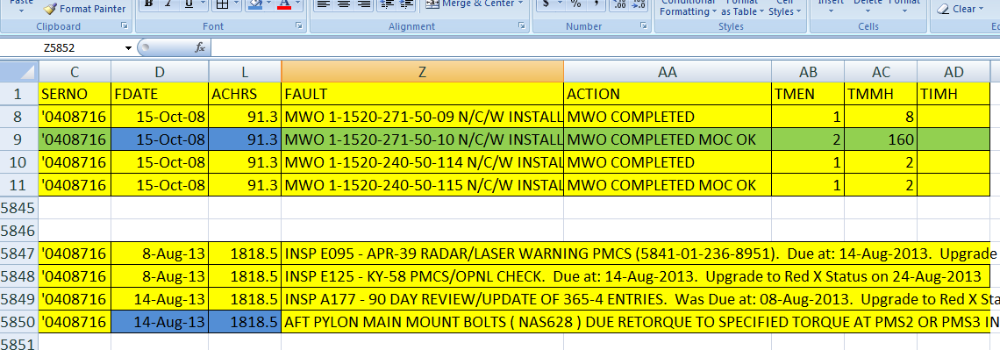 Format Painter
Merge & Center
$ %
Conditional Formatting
Format as Table
Cell Styles
Insert Delete Format
Clear
Clipboard Font Alignment Number Styles Cells
Z5852 fx
C D L Z AA AB AC AD
1 SERNO FDATE ACHRS FAULT ACTION TMEN TMMH TIMH
8 '0408716 15-Oct-08 91.3 MWO 1-1520-271-50-09 N/C/W INSTALL MWO COMPLETED 1 8
9 '0408716 15-Oct-08 91.3 MWO 1-1520-271-50-10 N/C/W INSTALL MWO COMPLETED MOC OK 2 160
10 '0408716 15-Oct-08 91.3 MWO 1-1520-240-50-114 N/C/W INSTAL MWO COMPLETED 1 2
11 '0408716 15-Oct-08 91.3 MWO 1-1520-240-50-115 N/C/W INSTAL MWO COMPLETED MOC OK 1 2
5845
5846
5847 '0408716 8-Aug-13 1818.5 INSP E095 - APR-39 RADAR/LASER WARNING PMCS (5841-01-236-8951). Due at: 14-Aug-2013. Upgrade
5848 '0408716 8-Aug-13 1818.5 INSP E125 - KY-58 PMCS/OPNL CHECK. Due at: 14-Aug-2013. Upgrade to Red X Status on 24-Aug-2013
5849 '0408716 14-Aug-13 1818.5 INSP A177 - 90 DAY REVIEW/UPDATE OF 365-4 ENTRIES. Was Due at: 08-Aug-2013. Upgrade to Red X Sta
5850 '0408716 14-Aug-13 1818.5 AFT PYLON MAIN MOUNT BOLTS ( NAS628 ) DUE RETORQUE TO SPECIFIED TORQUE AT PMS2 OR PMS3 IN
5851